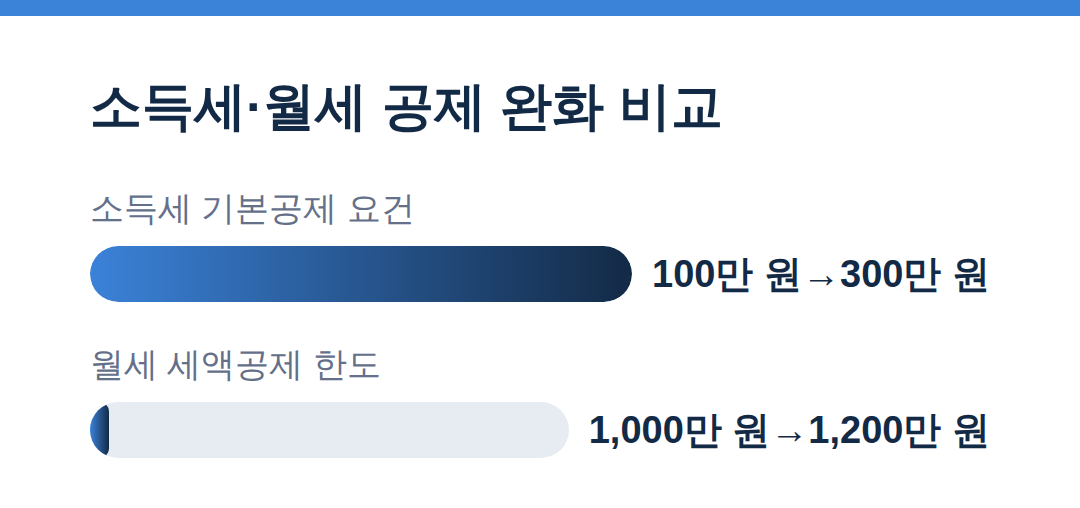 소득세·월세 공제 완화 비교
소득세 기본공제 요건
100만 원→300만 원
월세 세액공제 한도
1,000만 원→1,200만 원